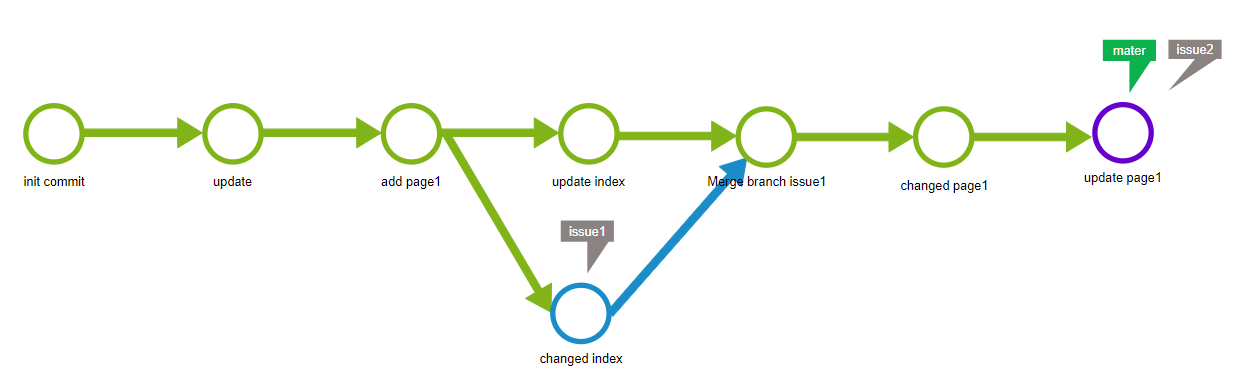 mater
issue2
init commit
update
add page1
update index
Merge branch issue1
changed page1
update page1
issue1
changed index